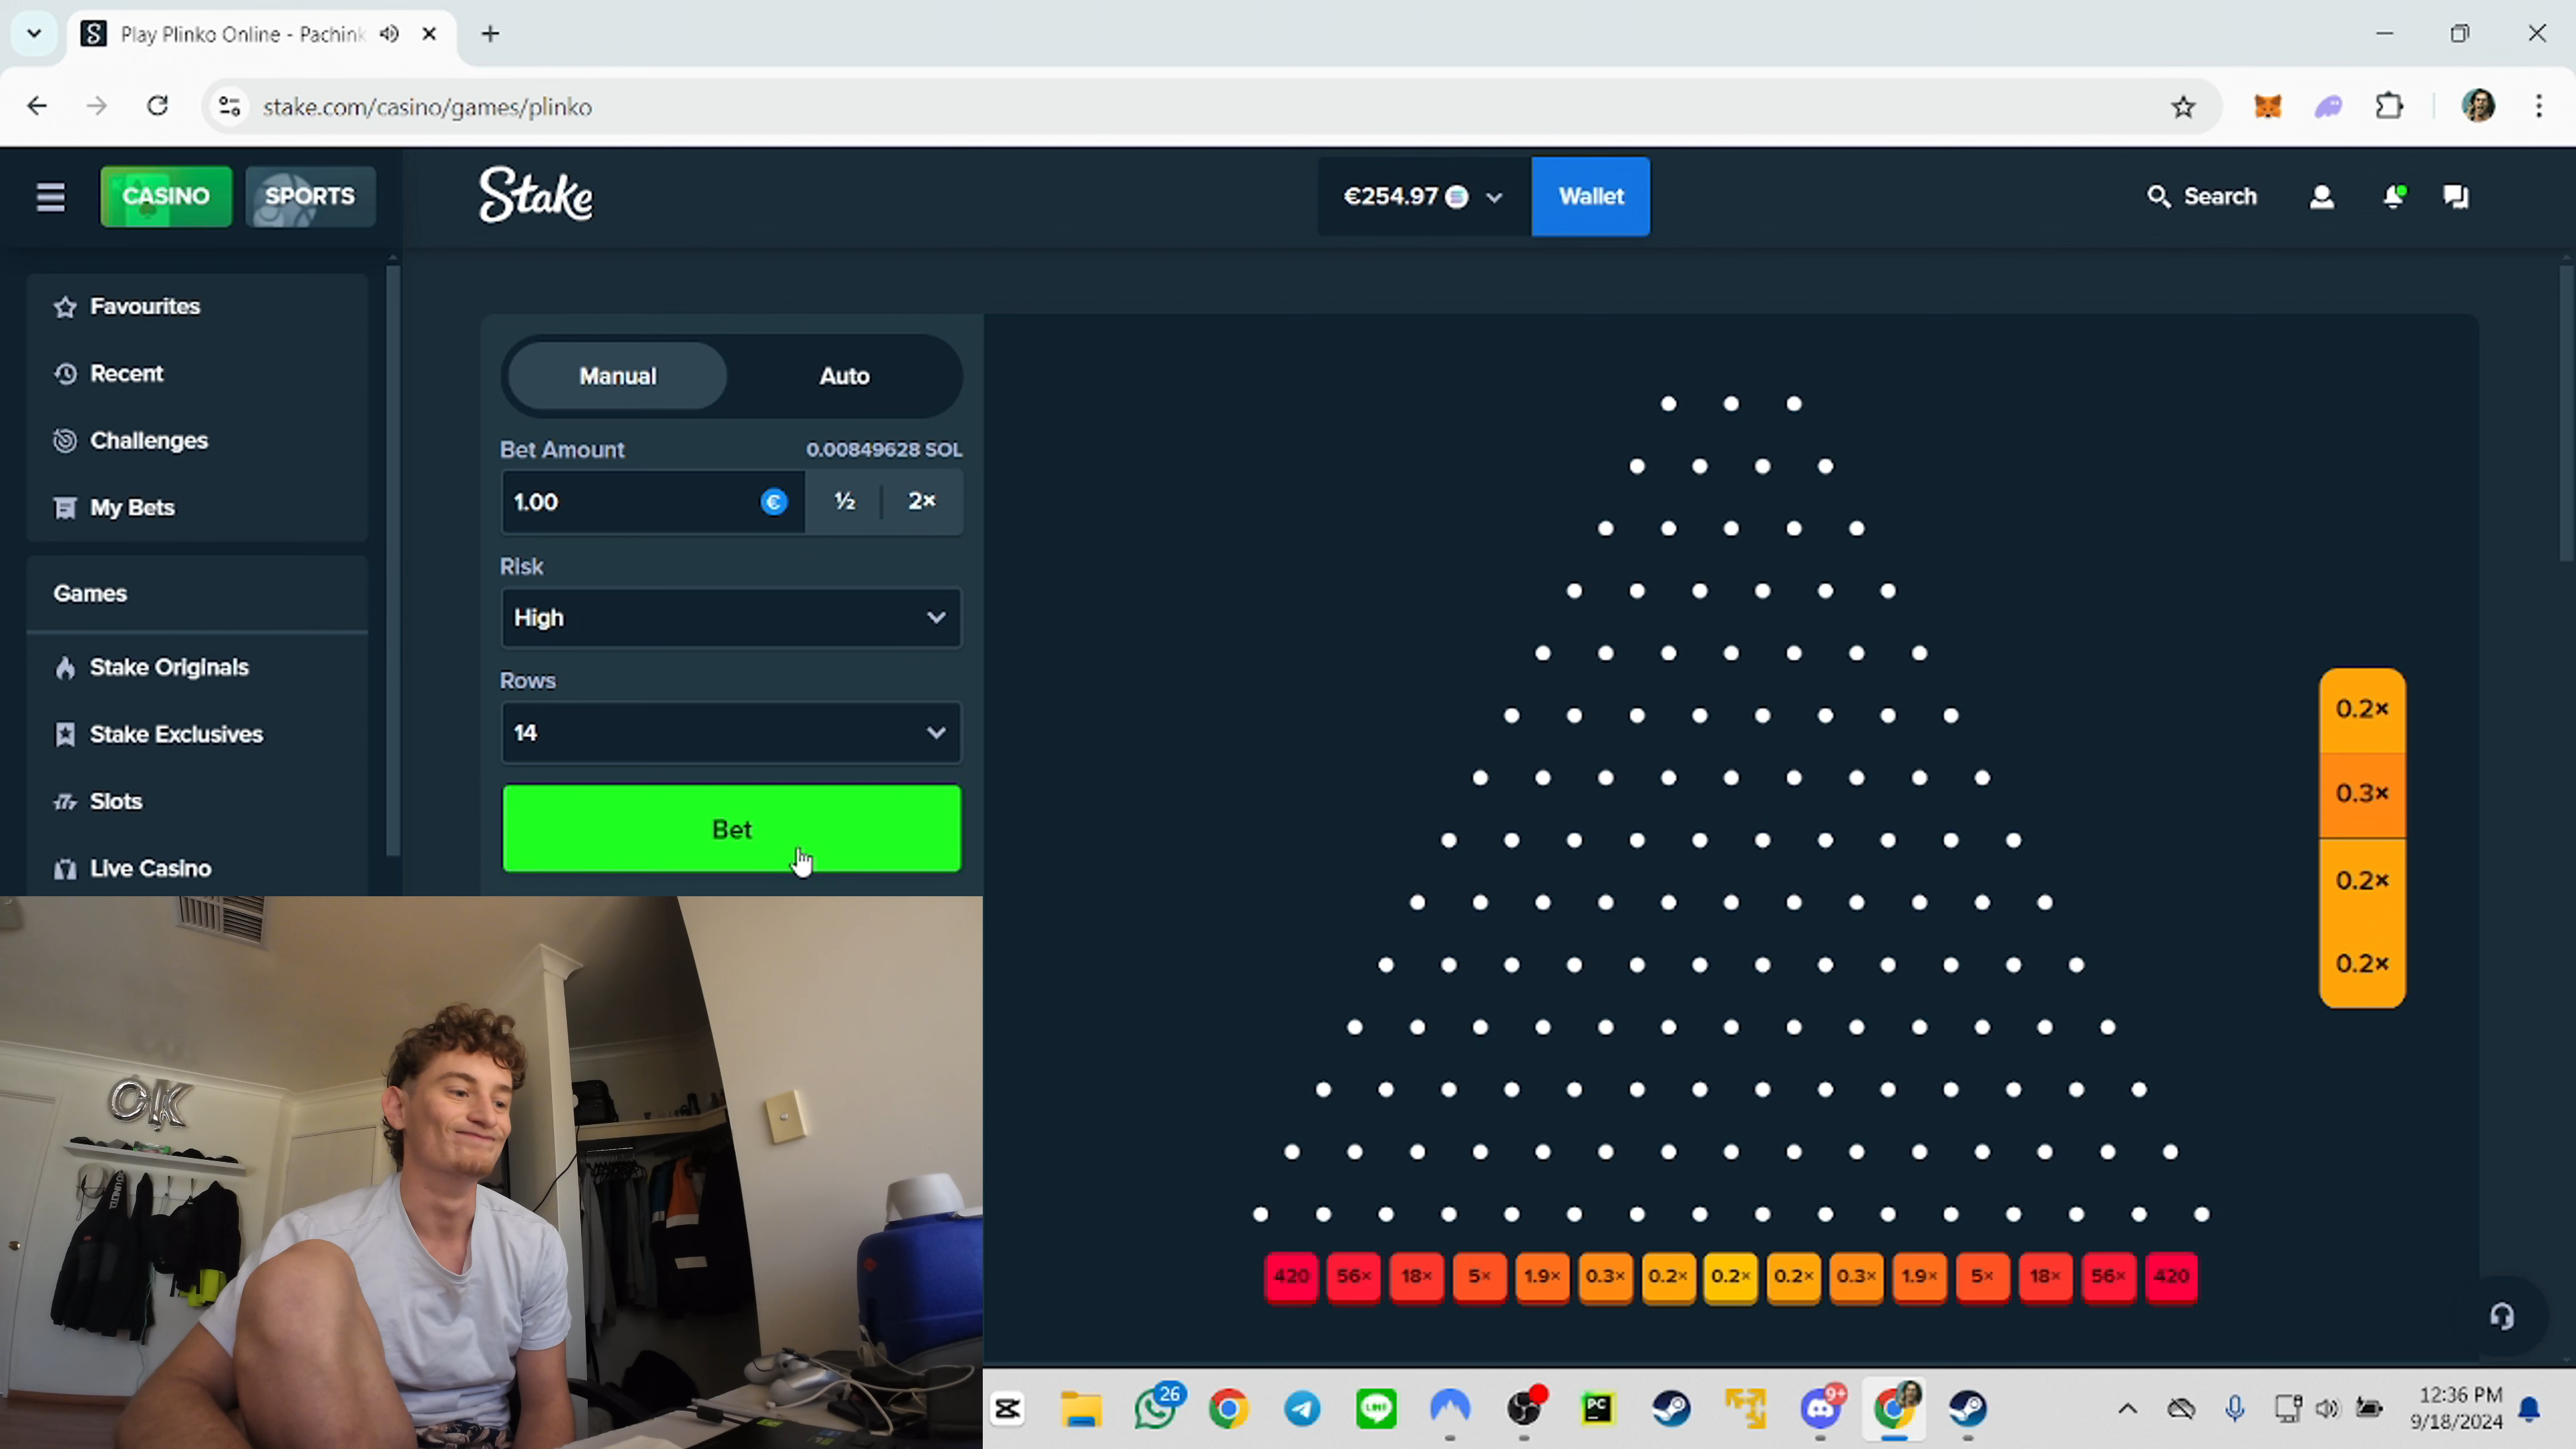 Play Plinko Online - Pachink
stake.com/casino/games/plinko
CASINO
SPORTS
Stake
€254.97
Wallet
Search
Favourites
Recent
Challenges
My Bets
Games
Stake Originals
Stake Exclusives
Slots
Live Casino
Manual
Auto
Bet Amount
0.00849628 SOL
1.00
€
½
2×
Risk
High
Rows
14
Bet
0.2×
0.3×
0.2×
0.2×
420
56×
18×
5×
1.9×
0.3×
0.2×
0.2×
0.2×
0.3×
1.9×
5×
18×
56×
420
OK
26
LINE
PC
9+
12:36 PM
9/18/2024